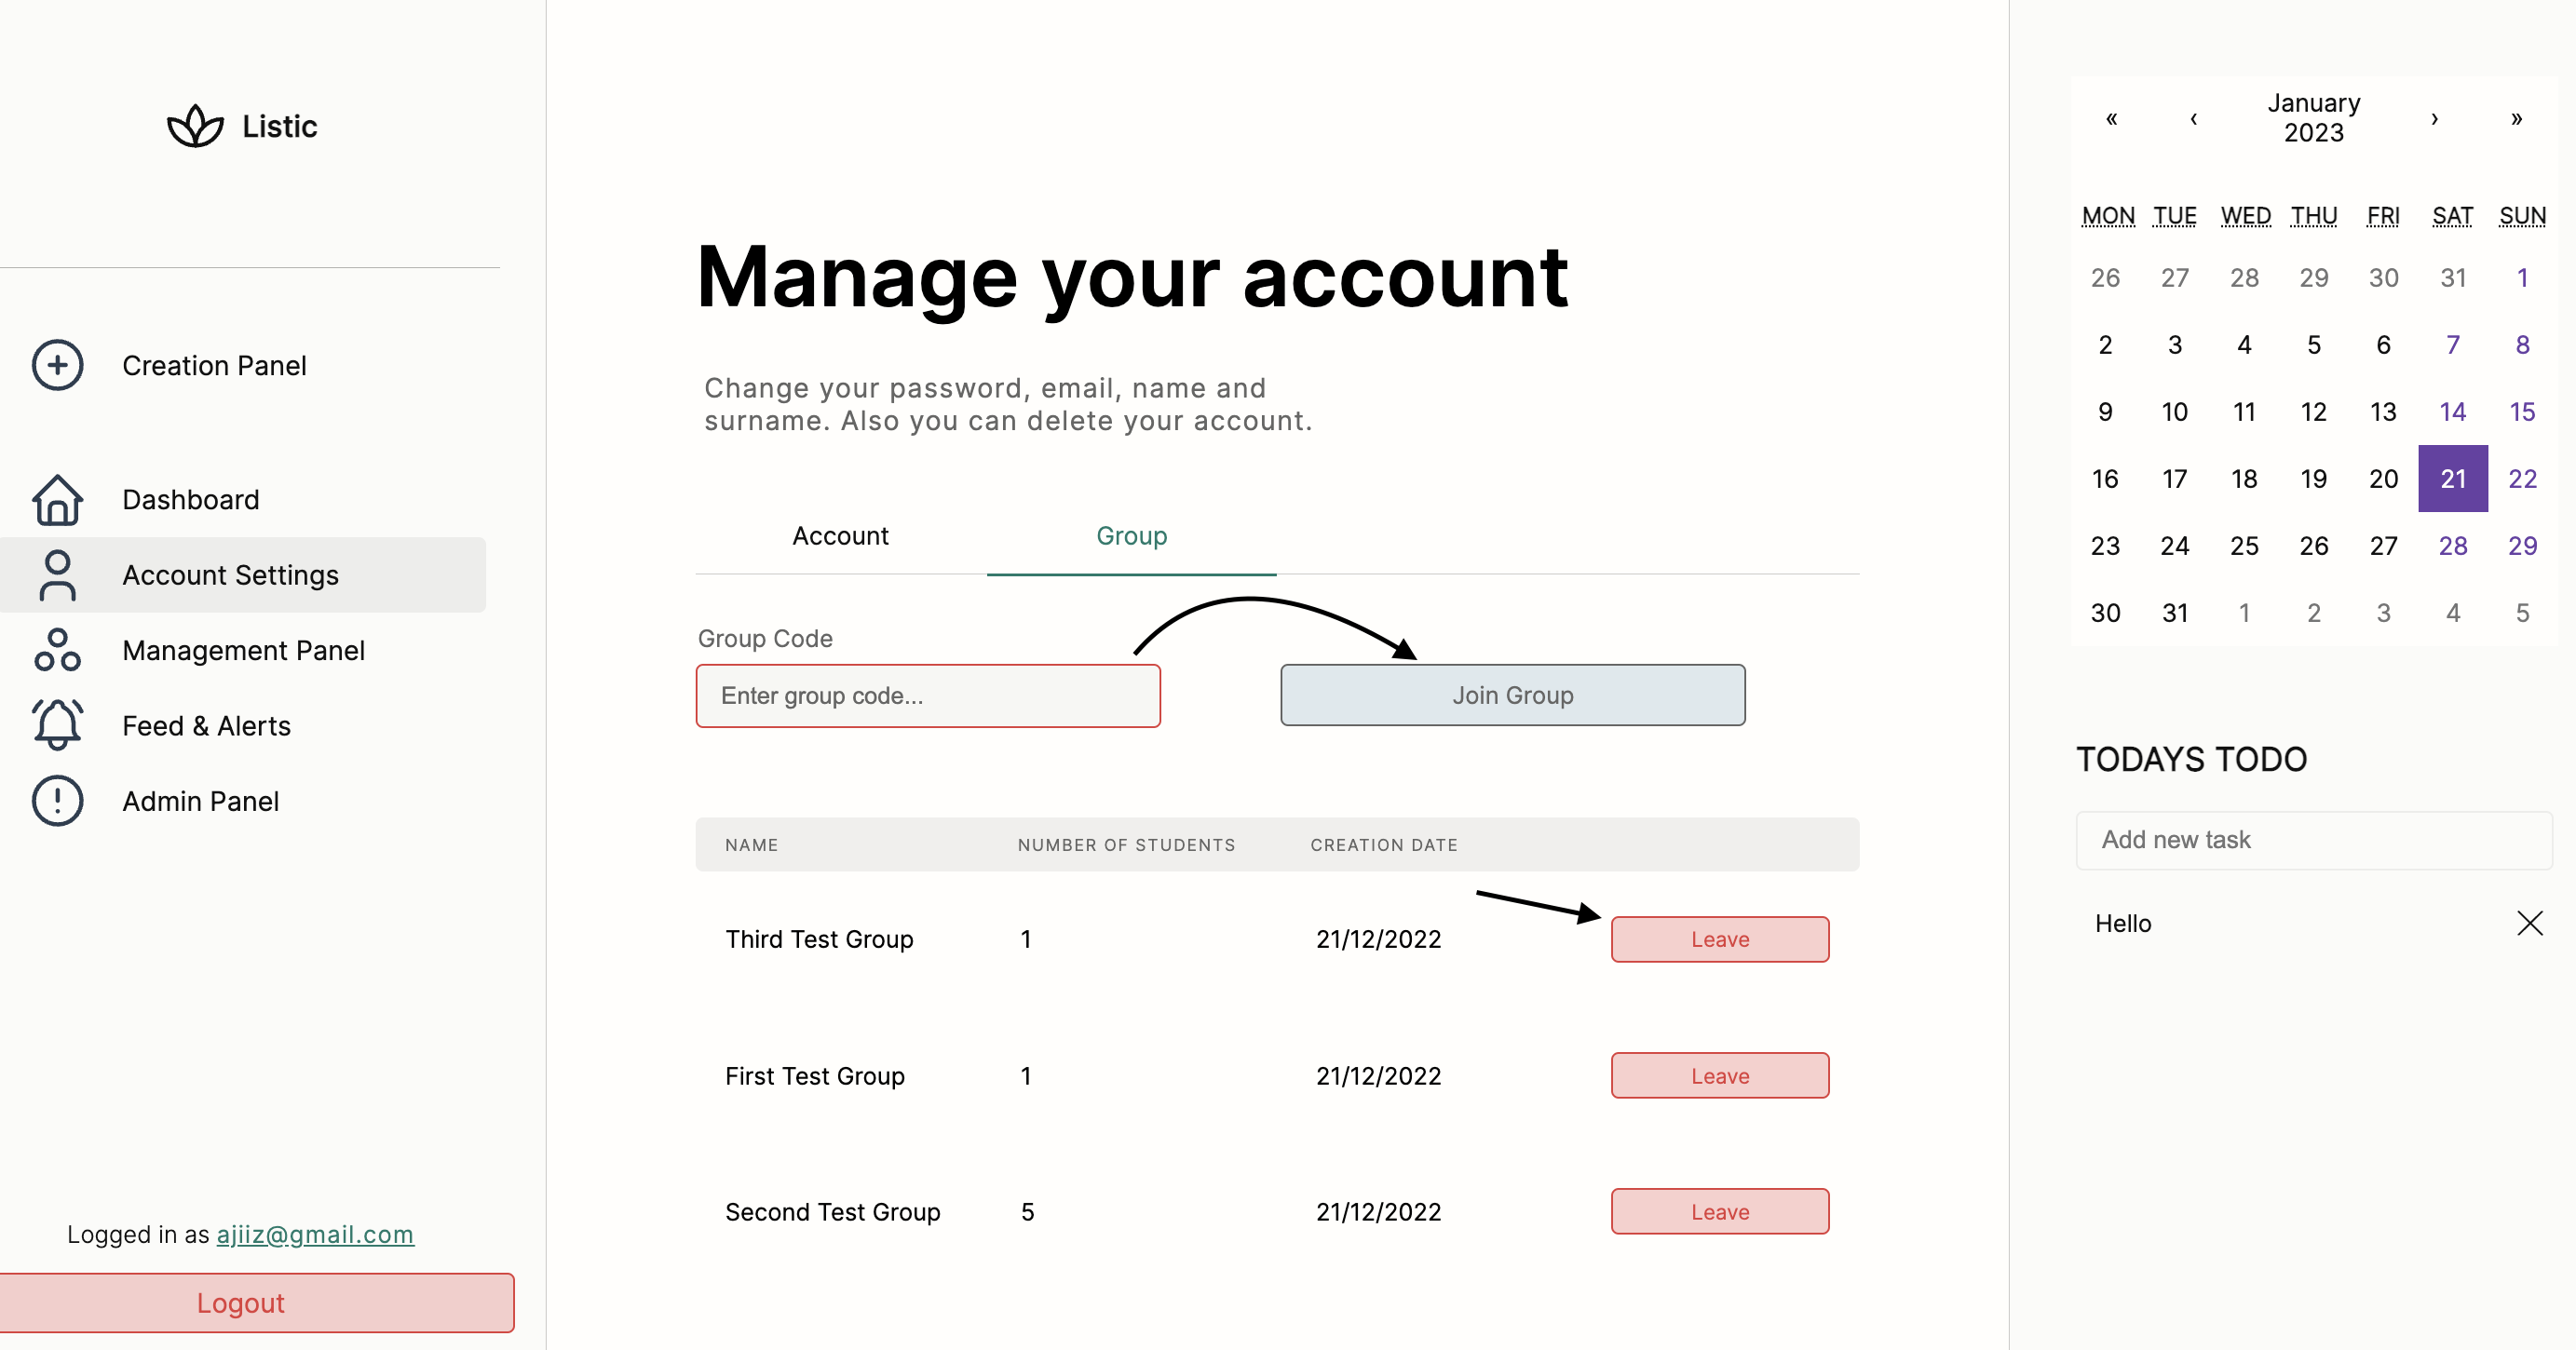 Listic
Creation Panel
Dashboard
Account Settings
Management Panel
Feed & Alerts
Admin Panel
Logged in as ajiiz@gmail.com
Logout
Manage your account
Change your password, email, name and
surname. Also you can delete your account.
Account Group
Group Code
Enter group code...
Join Group
NAME NUMBER OF STUDENTS CREATION DATE
Third Test Group 1 21/12/2022 Leave
First Test Group 1 21/12/2022 Leave
Second Test Group 5 21/12/2022 Leave
« ‹ January › »
2023
MON TUE WED THU FRI SAT SUN
26 27 28 29 30 31 1
2 3 4 5 6 7 8
9 10 11 12 13 14 15
16 17 18 19 20 21 22
23 24 25 26 27 28 29
30 31 1 2 3 4 5
TODAYS TODO
Add new task
Hello